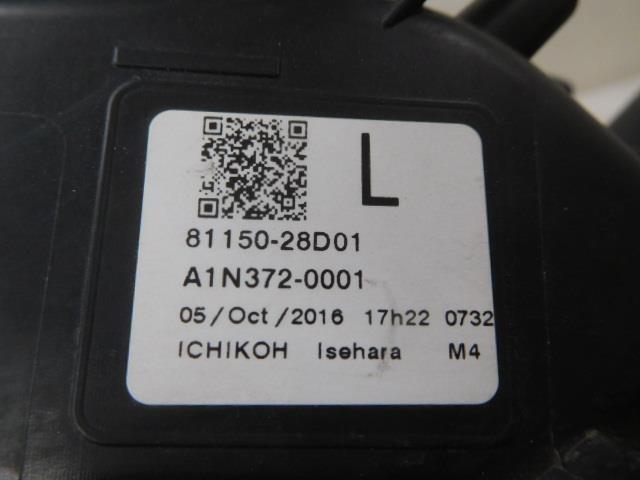 L
81150-28D01
A1N372-0001
05/Oct/2016 17h22 0732
ICHIKOH Isehara M4